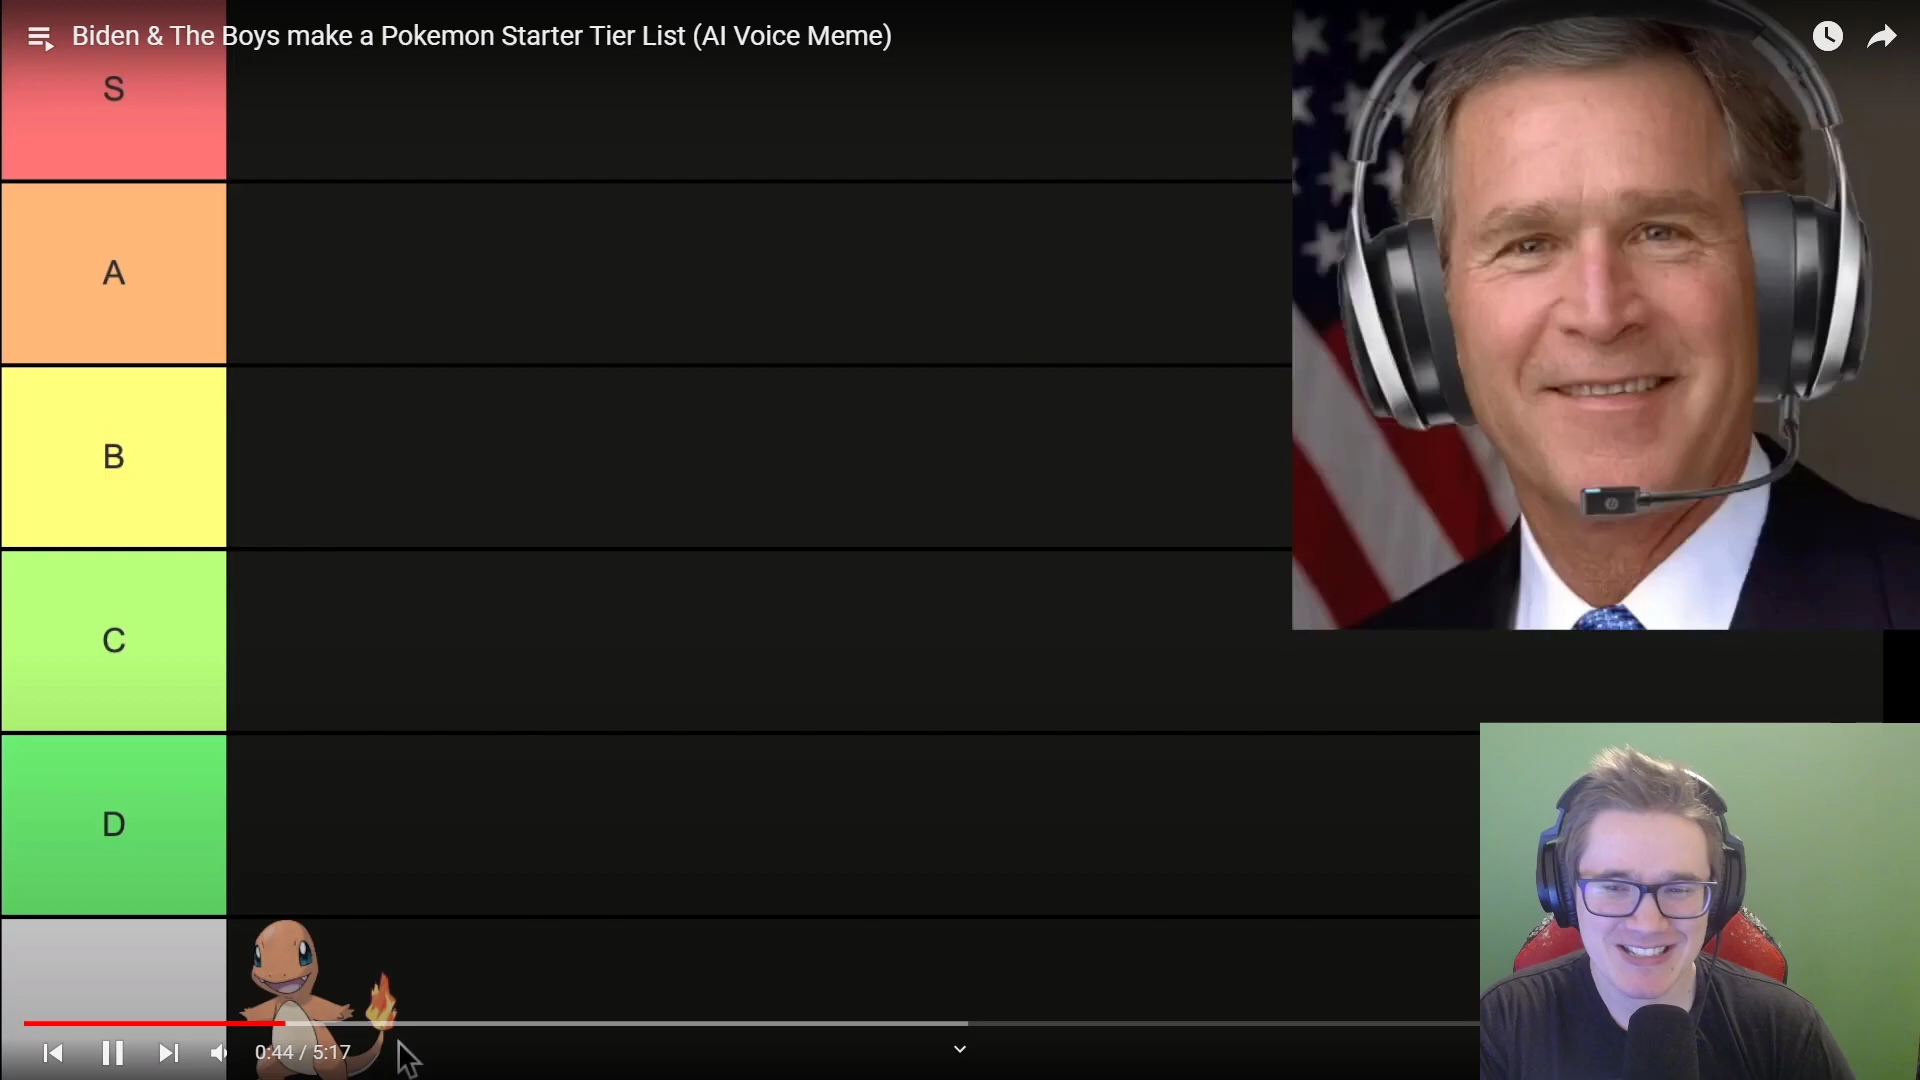 Biden & The Boys make a Pokemon Starter Tier List (AI Voice Meme)
S
A
B
C
D
0:44 / 5:17